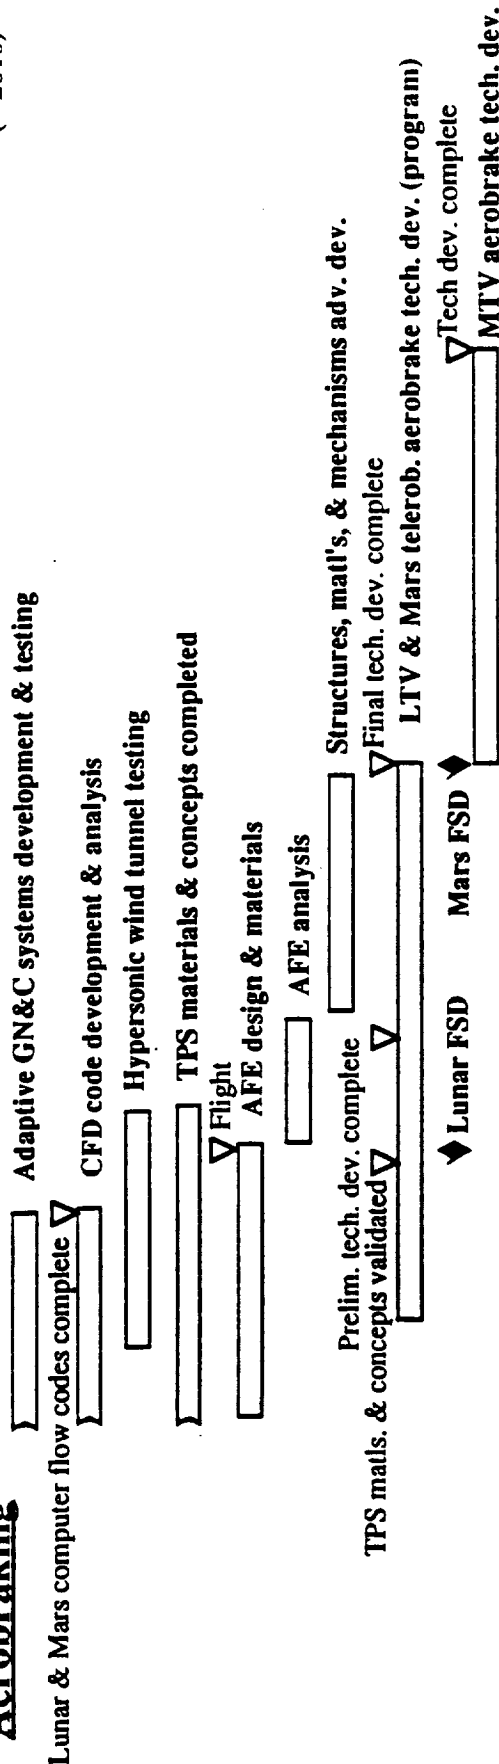 Aerobraking
Adaptive GN&C systems development & testing
Lunar & Mars computer flow codes complete
CFD code development & analysis
Hypersonic wind tunnel testing
TPS materials & concepts completed
Flight
AFE design & materials
AFE analysis
Structures, matl's, & mechanisms adv. dev.
Prelim. tech. dev. complete
Final tech. dev. complete
TPS matls. & concepts validated
LTV & Mars telerob. aerobrake tech. dev. (program)
Lunar FSD
Mars FSD
Tech dev. complete
MTV aerobrake tech. dev.